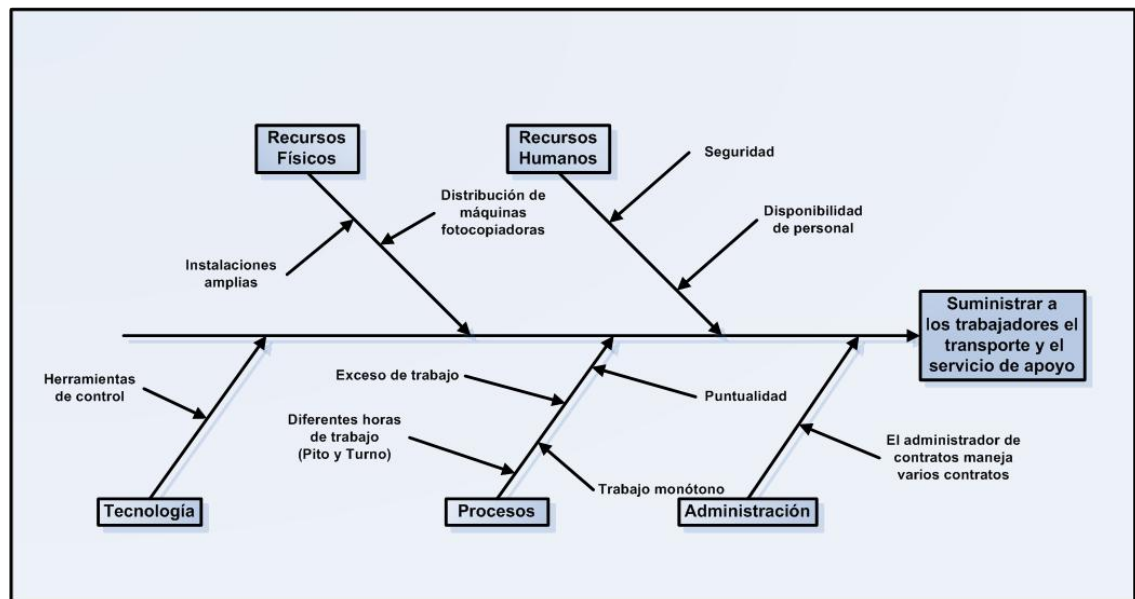 Recursos
Físicos
Recursos
Humanos
Seguridad
Distribución de
máquinas
fotocopiadoras
Disponibilidad
de personal
Instalaciones
amplias
Suministrar a
los trabajadores el
transporte y el
servicio de apoyo
Herramientas
de control
Exceso de trabajo
Puntualidad
Diferentes horas
de trabajo
(Pito y Turno)
El administrador de
contratos maneja
varios contratos
Trabajo monótono
Tecnología
Procesos
Administración